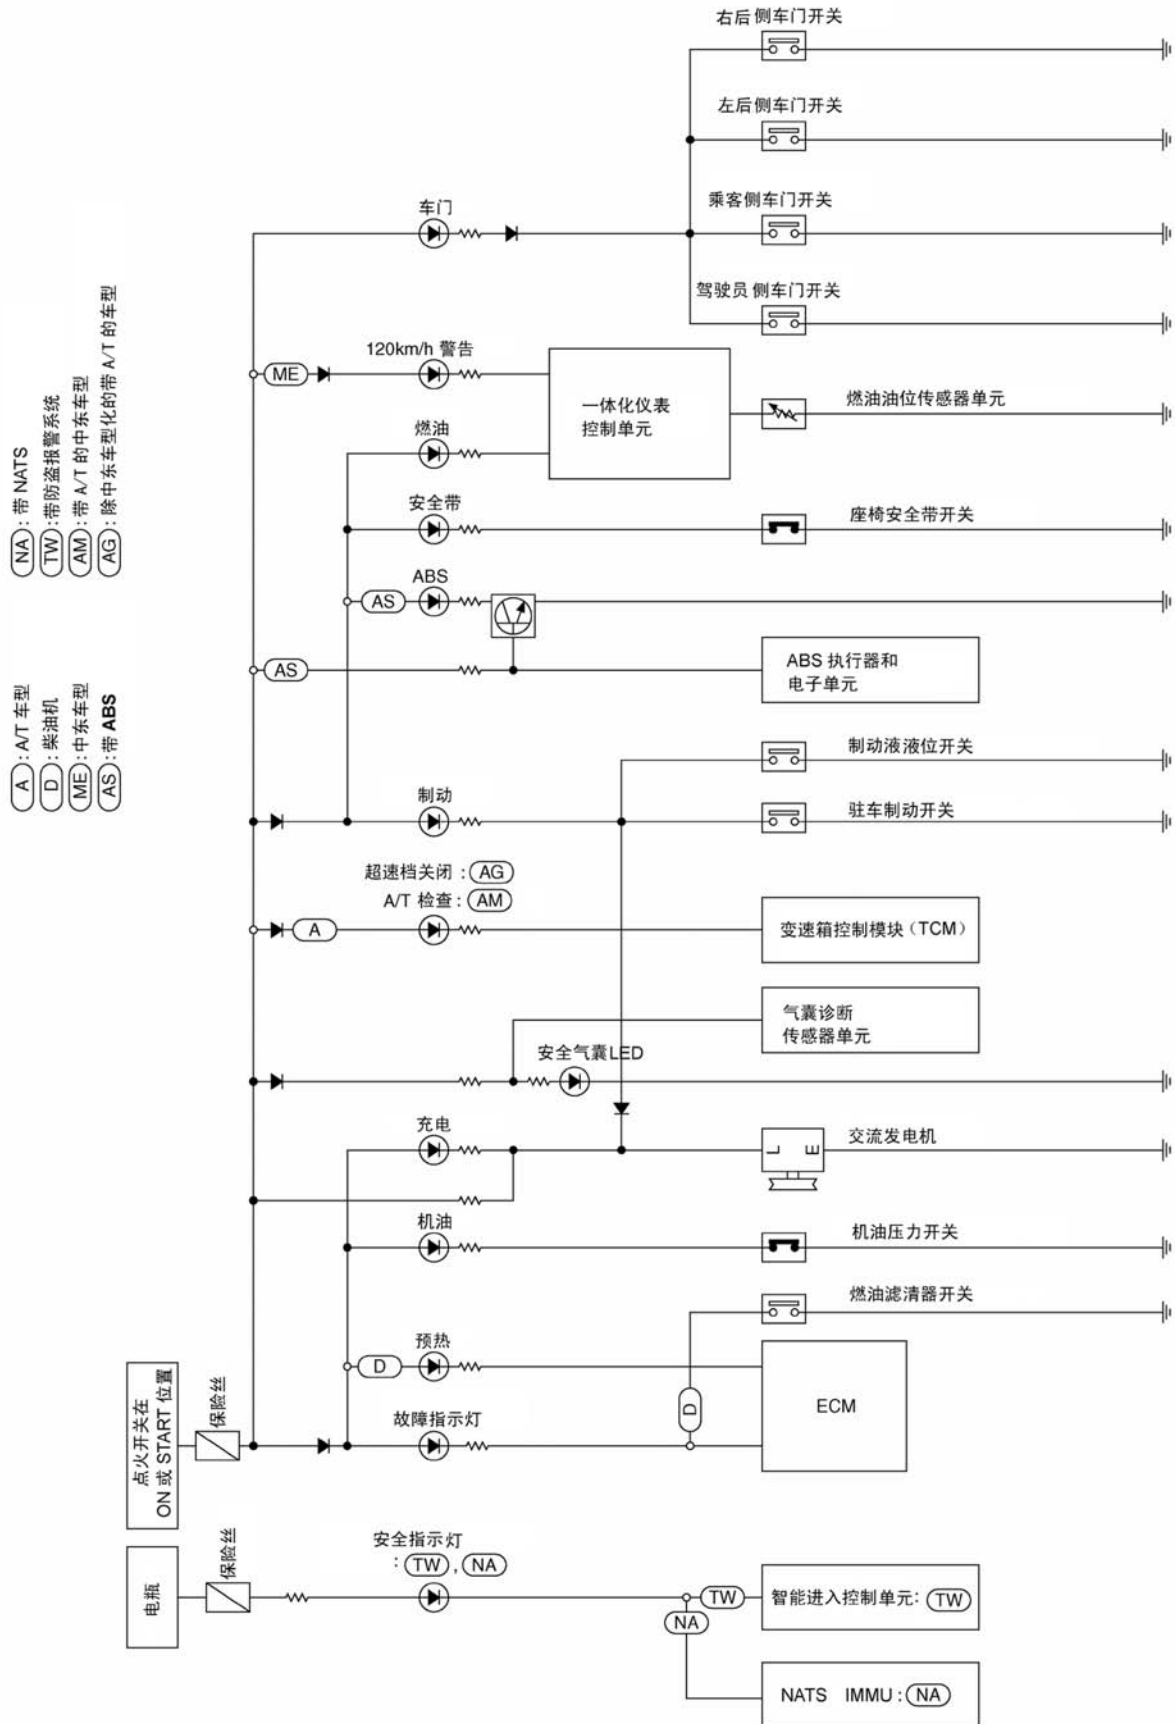 右后侧车门开关
左后侧车门开关
乘客侧车门开关
车门
驾驶员侧车门开关
NA：带 NATS
TW：带防盗报警系统
AM：带 A/T 的中东车型
AG：除中东车型化的带 A/T 的车型
A：A/T 车型
D：柴油机
ME：中东车型
AS：带 ABS
120km/h 警告
ME
一体化仪表
控制单元
燃油油位传感器单元
燃油
安全带
座椅安全带开关
ABS
AS
AS
ABS 执行器和
电子单元
制动液液位开关
制动
驻车制动开关
超速档关闭：AG
A/T 检查：AM
A
变速箱控制模块（TCM）
气囊诊断
传感器单元
安全气囊LED
充电
L E
交流发电机
机油
机油压力开关
燃油滤清器开关
预热
D
D
ECM
故障指示灯
点火开关在
ON 或 START 位置
保险丝
安全指示灯
：TW，NA
电瓶
保险丝
TW
NA
智能进入控制单元：TW
NATS IMMU：NA